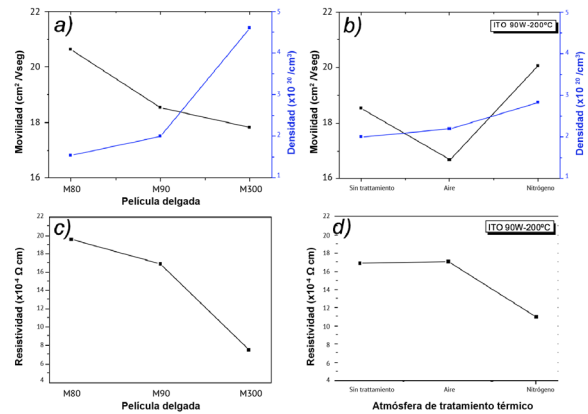 a)
22
20
18
16
Movilidad (cm² /Vseg)
M80
M90
M300
Película delgada
5
4
3
2
1
Densidad (x10 ²⁰ /cm³)
b)
ITO 90W-200ºC
22
20
18
16
Movilidad (cm² /Vseg)
Sin trattamiento
Aire
Nitrógeno
5
4
3
2
1
Densidad (x10 ²⁰ /cm³)
c)
22
20
18
16
14
12
10
8
6
4
Resistividad (x10⁻⁴ Ω cm)
M80
M90
M300
Película delgada
d)
ITO 90W-200ºC
22
20
18
16
14
12
10
8
6
4
Resistividad (x10⁻⁴ Ω cm)
Sin trattamiento
Aire
Nitrógeno
Atmósfera de tratamiento térmico